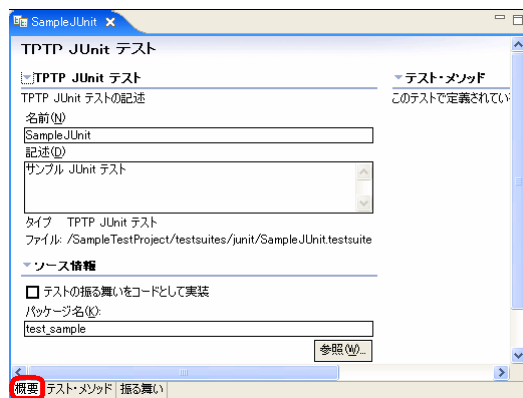 SampleJUnit
TPTP JUnit テスト
TPTP JUnit テスト
TPTP JUnit テストの記述
名前(N)
SampleJUnit
記述(D)
サンプル JUnit テスト
タイプ TPTP JUnit テスト
ファイル: /SampleTestProject/testsuites/junit/SampleJUnit.testsuite
ソース情報
テストの振る舞いをコードとして実装
パッケージ名(K):
test_sample
参照(W)...
テスト・メソッド
このテストで定義されてい
概要 テスト・メソッド 振る舞い